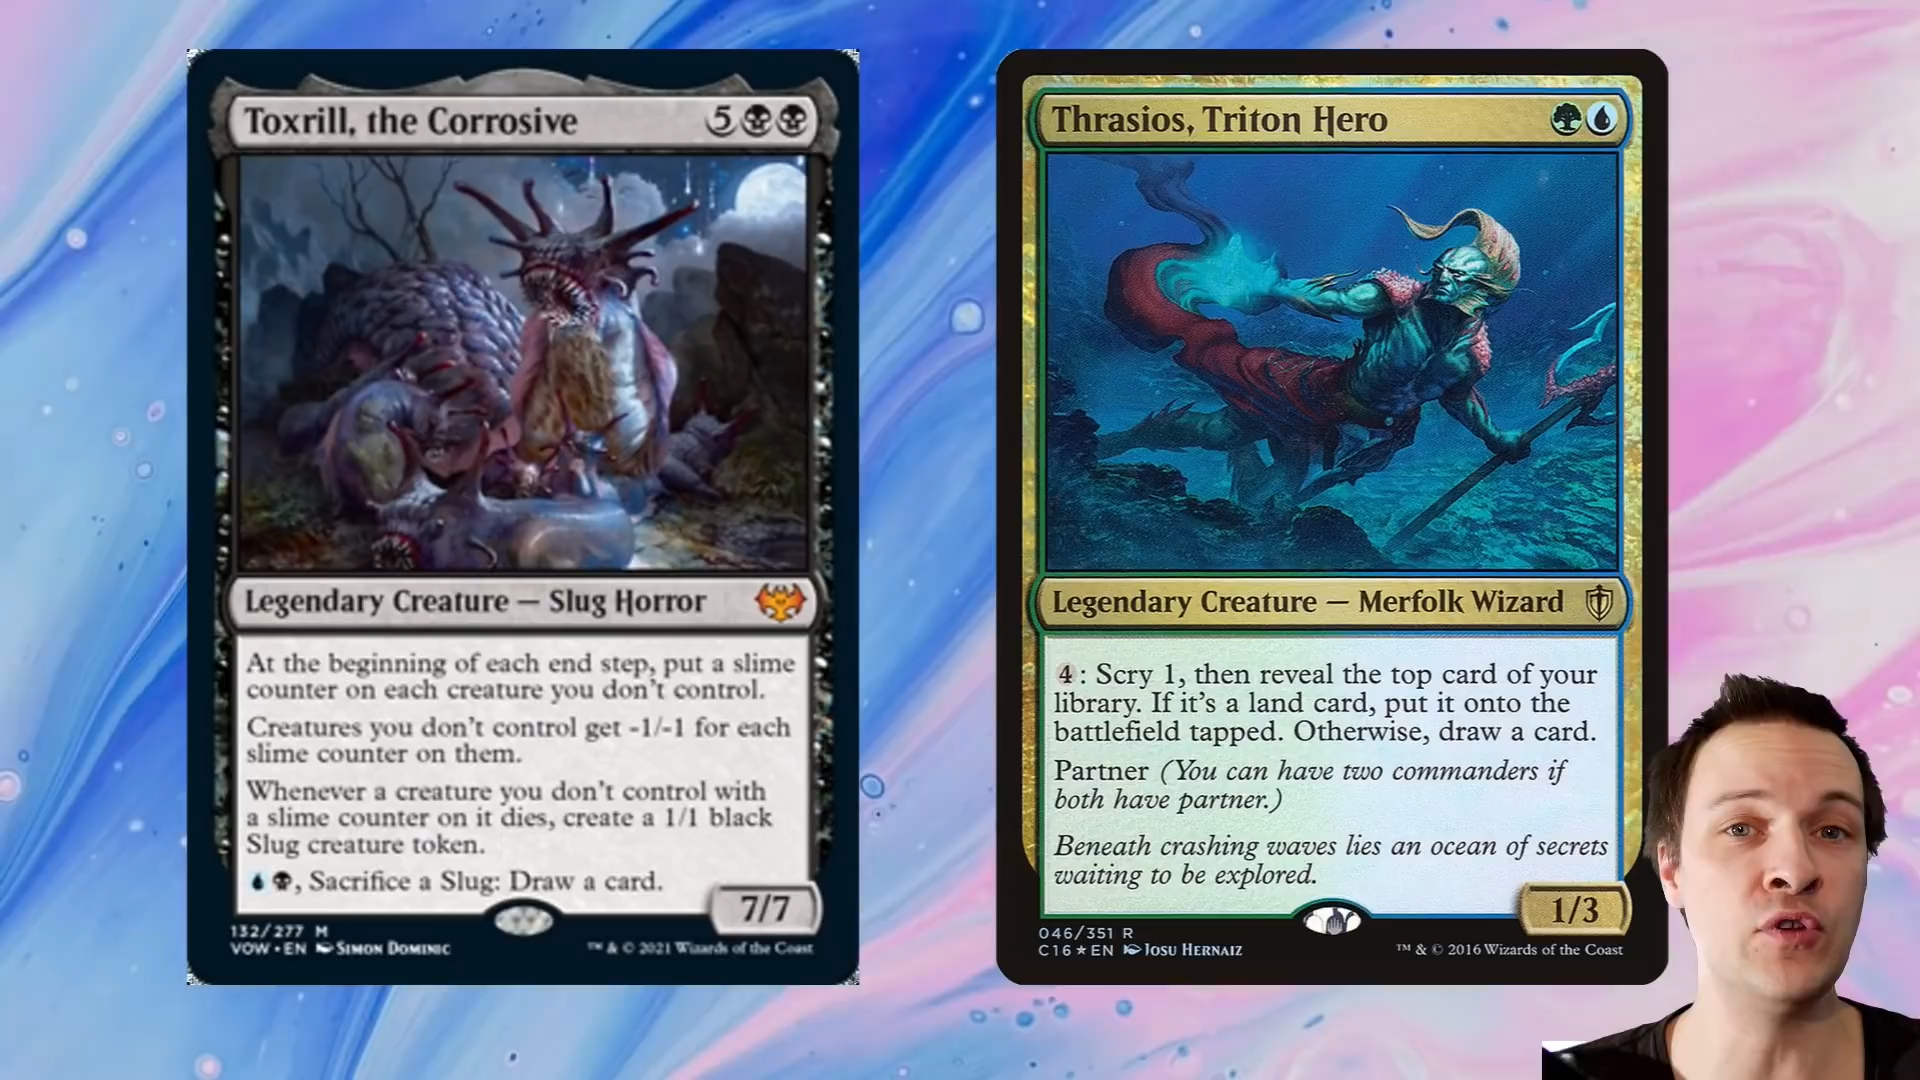 Toxrill, the Corrosive 5
Legendary Creature — Slug Horror
At the beginning of each end step, put a slime
counter on each creature you don't control.
Creatures you don't control get -1/-1 for each
slime counter on them.
Whenever a creature you don't control with
a slime counter on it dies, create a 1/1 black
Slug creature token.
, Sacrifice a Slug: Draw a card.
7/7
132/277 M
VOW • EN Simon Dominic
™ & © 2021 Wizards of the Coast
Thrasios, Triton Hero
Legendary Creature — Merfolk Wizard
4: Scry 1, then reveal the top card of your
library. If it's a land card, put it onto the
battlefield tapped. Otherwise, draw a card.
Partner (You can have two commanders if
both have partner.)
Beneath crashing waves lies an ocean of secrets
waiting to be explored.
1/3
046/351 R
C16 ★ EN Josu Hernaiz
™ & © 2016 Wizards of the Coast